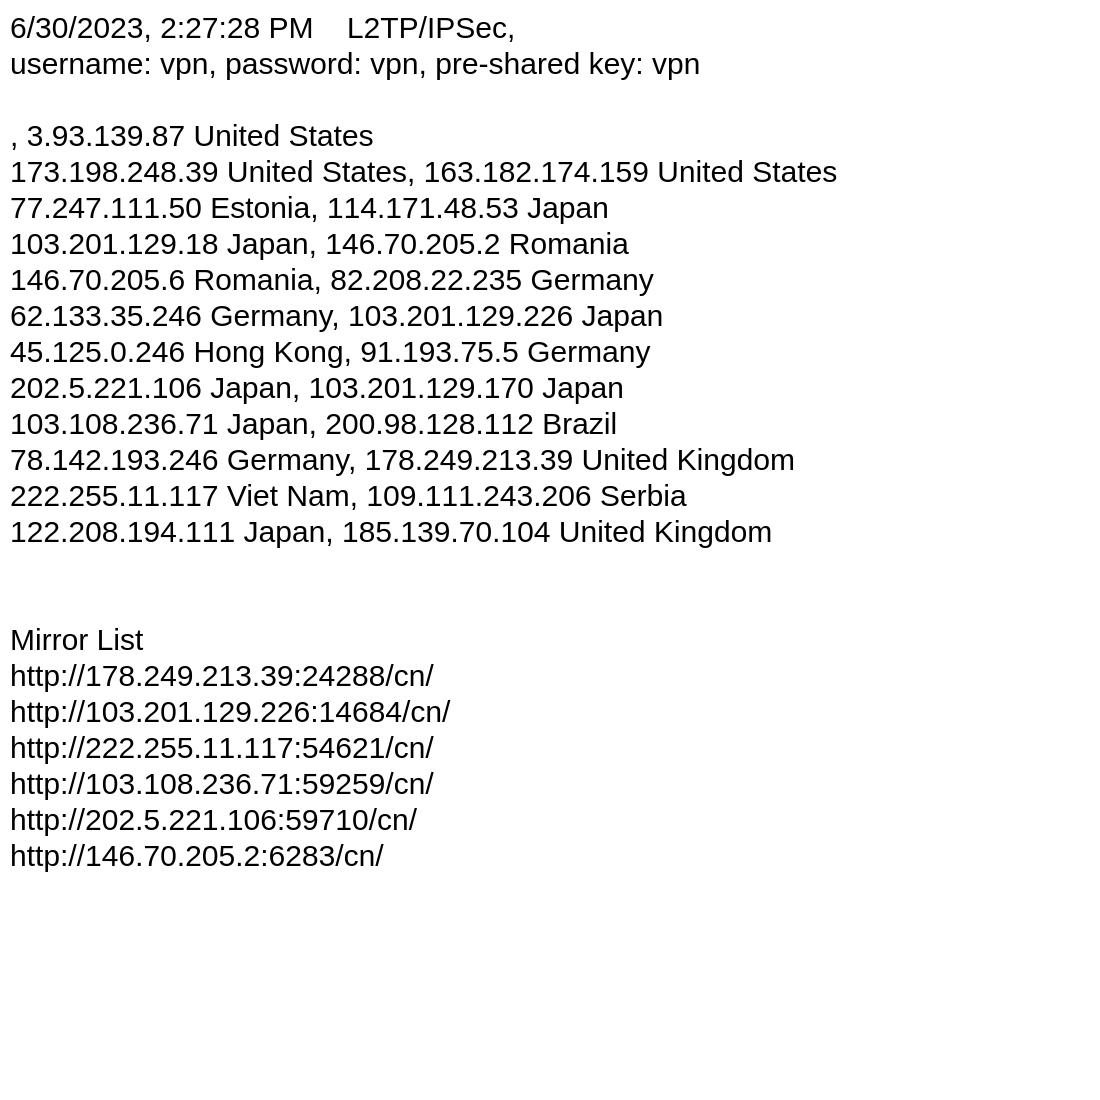 6/30/2023, 2:27:28 PM    L2TP/IPSec,
username: vpn, password: vpn, pre-shared key: vpn
, 3.93.139.87 United States
173.198.248.39 United States, 163.182.174.159 United States
77.247.111.50 Estonia, 114.171.48.53 Japan
103.201.129.18 Japan, 146.70.205.2 Romania
146.70.205.6 Romania, 82.208.22.235 Germany
62.133.35.246 Germany, 103.201.129.226 Japan
45.125.0.246 Hong Kong, 91.193.75.5 Germany
202.5.221.106 Japan, 103.201.129.170 Japan
103.108.236.71 Japan, 200.98.128.112 Brazil
78.142.193.246 Germany, 178.249.213.39 United Kingdom
222.255.11.117 Viet Nam, 109.111.243.206 Serbia
122.208.194.111 Japan, 185.139.70.104 United Kingdom
Mirror List
http://178.249.213.39:24288/cn/
http://103.201.129.226:14684/cn/
http://222.255.11.117:54621/cn/
http://103.108.236.71:59259/cn/
http://202.5.221.106:59710/cn/
http://146.70.205.2:6283/cn/